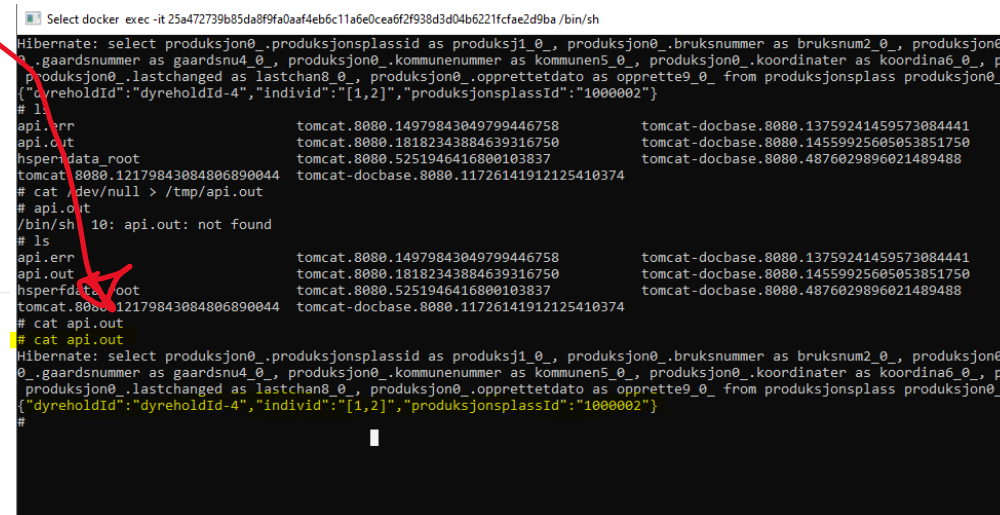 Select docker  exec -it 25a472739b85da8f9fa0aaf4eb6c11a6e0cea6f2f938d3d04b6221fcfae2d9ba /bin/sh
Hibernate: select produksjon0_.produksjonsplassid as produksj1_0_, produksjon0_.bruksnummer as bruksnum2_0_, produksjon0
0_.gaardsnummer as gaardsnu4_0_, produksjon0_.kommunenummer as kommunen5_0_, produksjon0_.koordinater as koordina6_0_, p
produksjon0_.lastchanged as lastchan8_0_, produksjon0_.opprettetdato as opprette9_0_ from produksjonsplass produksjon0_
{"dyreholdId":"dyreholdId-4","individ":"[1,2]","produksjonsplassId":"1000002"}
# ls
api.err tomcat.8080.14979843049799446758 tomcat-docbase.8080.13759241459573084441
api.out tomcat.8080.18182343884639316750 tomcat-docbase.8080.14559925605053851750
hsperfdata_root tomcat.8080.5251946416800103837 tomcat-docbase.8080.4876029896021489488
tomcat.8080.12179843084806890044 tomcat-docbase.8080.11726141912125410374
# cat /dev/null > /tmp/api.out
# api.out
/bin/sh: 10: api.out: not found
# ls
api.err tomcat.8080.14979843049799446758 tomcat-docbase.8080.13759241459573084441
api.out tomcat.8080.18182343884639316750 tomcat-docbase.8080.14559925605053851750
hsperfdata_root tomcat.8080.5251946416800103837 tomcat-docbase.8080.4876029896021489488
tomcat.8080.12179843084806890044 tomcat-docbase.8080.11726141912125410374
# cat api.out
# cat api.out
Hibernate: select produksjon0_.produksjonsplassid as produksj1_0_, produksjon0_.bruksnummer as bruksnum2_0_, produksjon0
0_.gaardsnummer as gaardsnu4_0_, produksjon0_.kommunenummer as kommunen5_0_, produksjon0_.koordinater as koordina6_0_, p
produksjon0_.lastchanged as lastchan8_0_, produksjon0_.opprettetdato as opprette9_0_ from produksjonsplass produksjon0_
{"dyreholdId":"dyreholdId-4","individ":"[1,2]","produksjonsplassId":"1000002"}
#